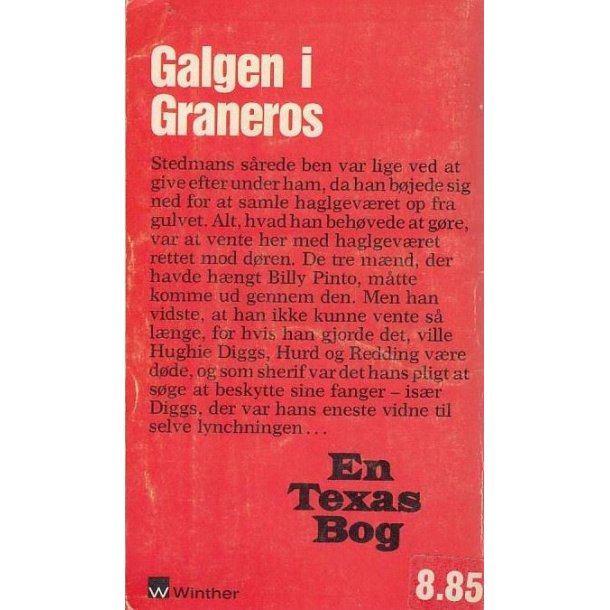 Galgen i
Graneros
Stedmans sårede ben var lige ved at
give efter under ham, da han bøjede sig
ned for at samle haglgeværet op fra
gulvet. Alt, hvad han behøvede at gøre,
var at vente her med haglgeværet
rettet mod døren. De tre mænd, der
havde hængt Billy Pinto, måtte
komme ud gennem den. Men han
vidste, at han ikke kunne vente så
længe, for hvis han gjorde det, ville
Hughie Diggs, Hurd og Redding være
døde, og som sherif var det hans pligt at
søge at beskytte sine fanger – især
Diggs, der var hans eneste vidne til
selve lynchningen...
En
Texas
Bog
W Winther
8.85